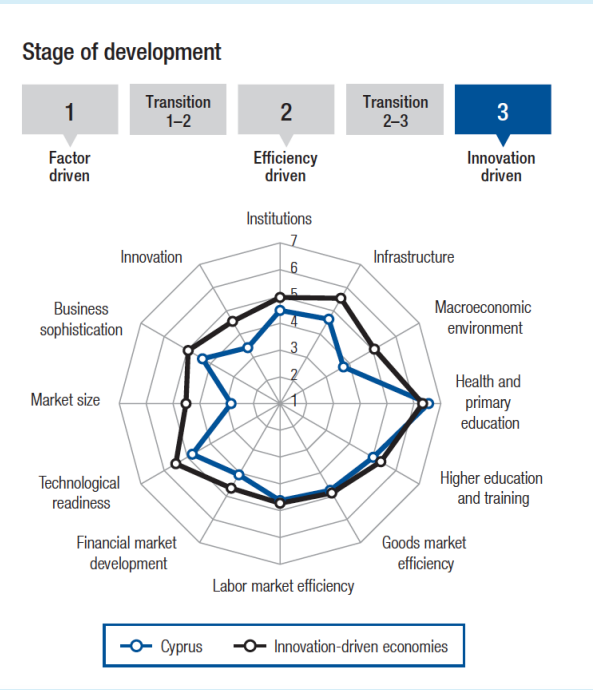 Stage of development
1
Transition
1–2
2
Transition
2–3
3
Factor
driven
Efficiency
driven
Innovation
driven
Institutions
Infrastructure
Macroeconomic
environment
Health and
primary
education
Higher education
and training
Goods market
efficiency
Labor market efficiency
Financial market
development
Technological
readiness
Market size
Business
sophistication
Innovation
7
6
5
4
3
2
1
Cyprus
Innovation-driven economies